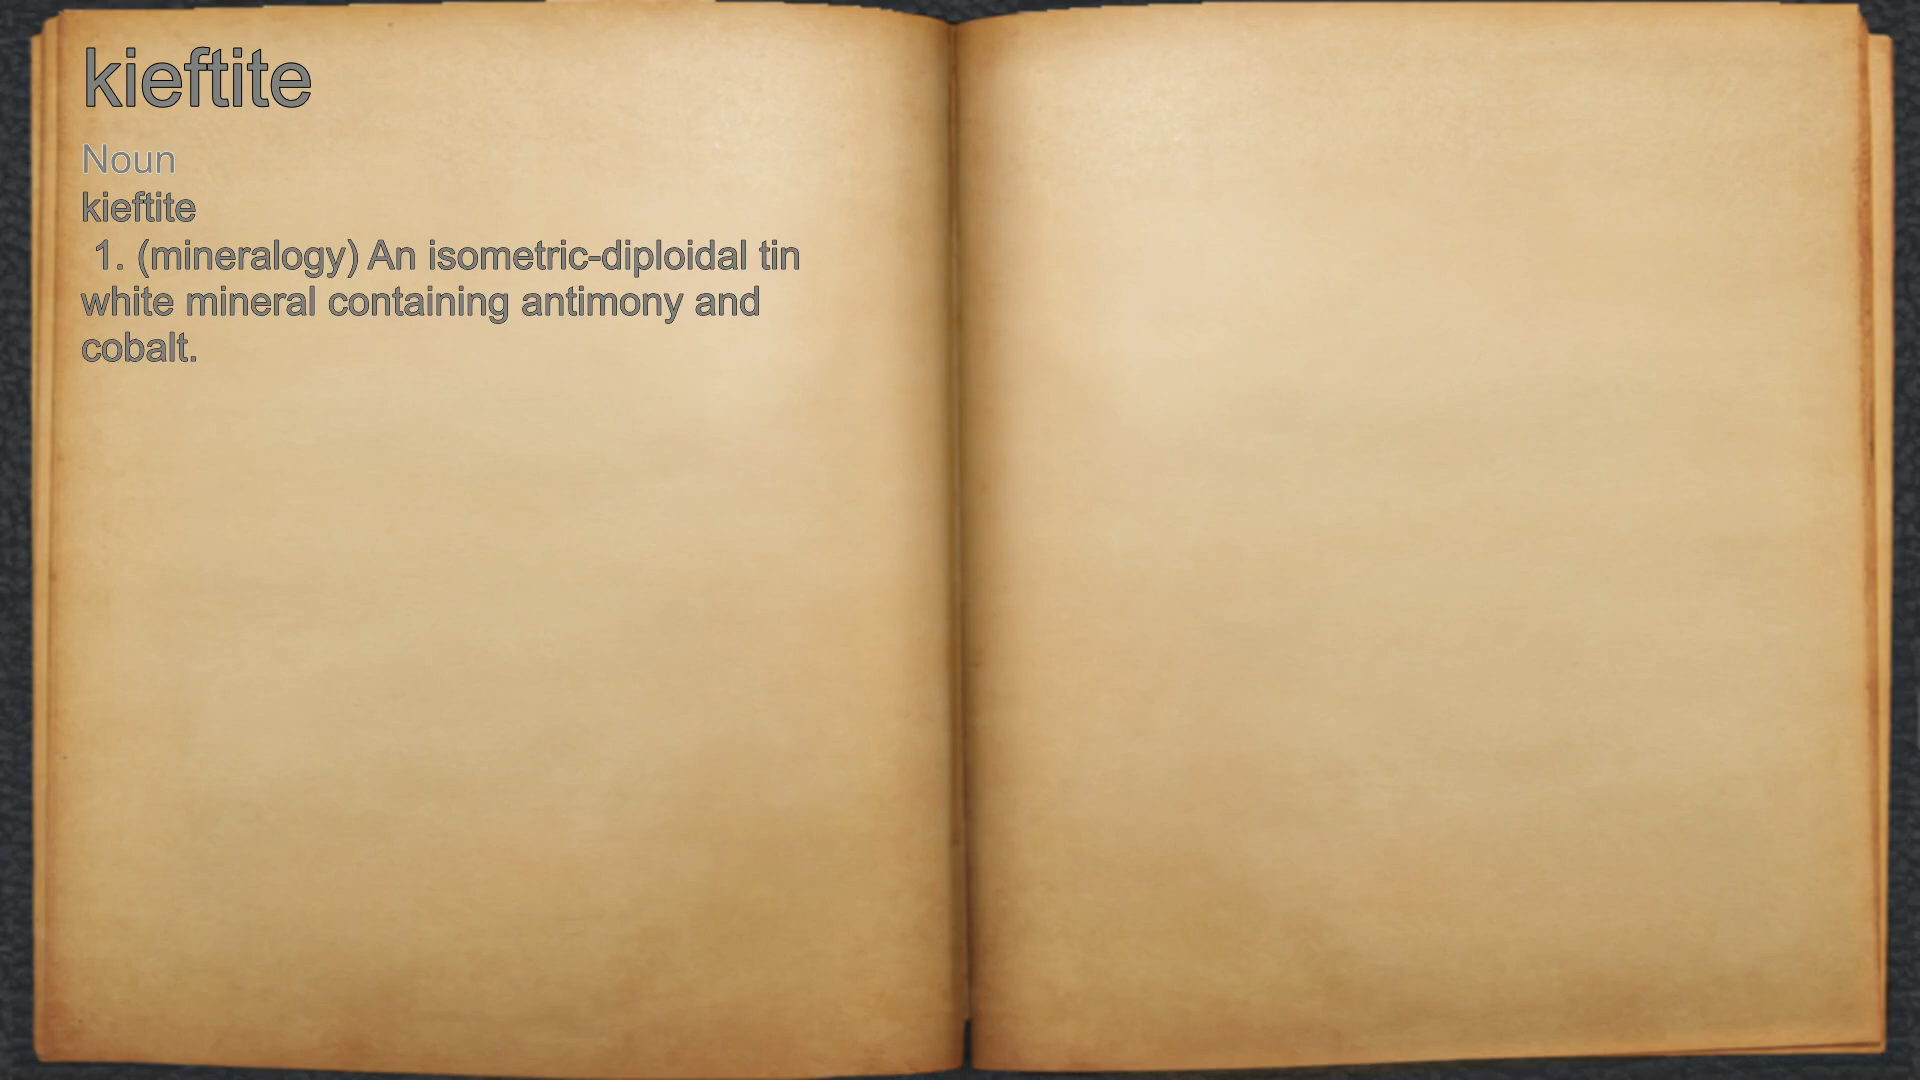 kieftite
Noun
kieftite
1. (mineralogy) An isometric-diploidal tin
white mineral containing antimony and
cobalt.